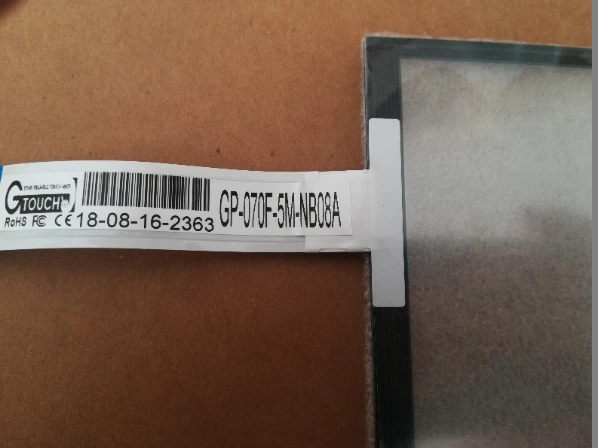 G TOUCH
RoHS FC CE 18-08-16-2363
GP-070F-5M-NB08A